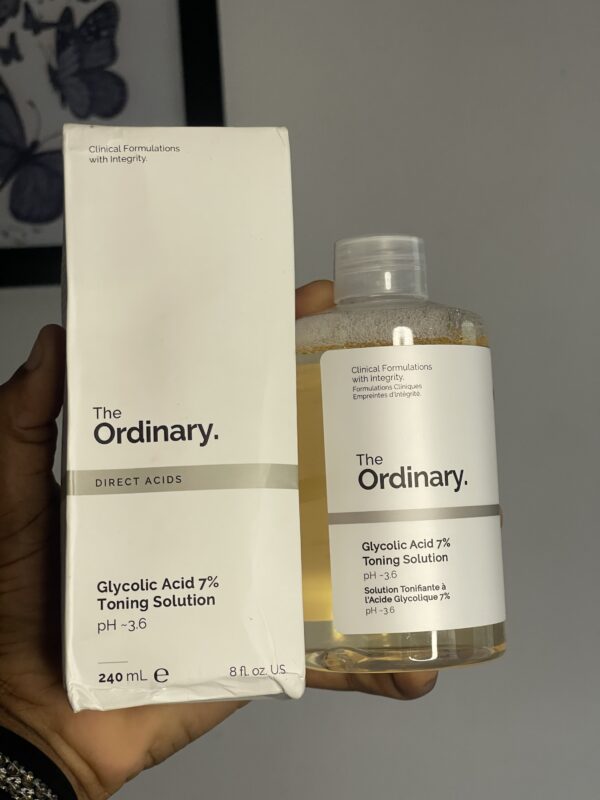 Clinical Formulations
with Integrity.
The
Ordinary.
DIRECT ACIDS
Glycolic Acid 7%
Toning Solution
pH ~3.6
240 mL e
8 fl. oz. US
Clinical Formulations
with Integrity.
Formulations Cliniques
Empreintes d'intégrité.
The
Ordinary.
Glycolic Acid 7%
Toning Solution
pH ~3.6
Solution Tonifiante à
l'Acide Glycolique 7%
pH ~3.6